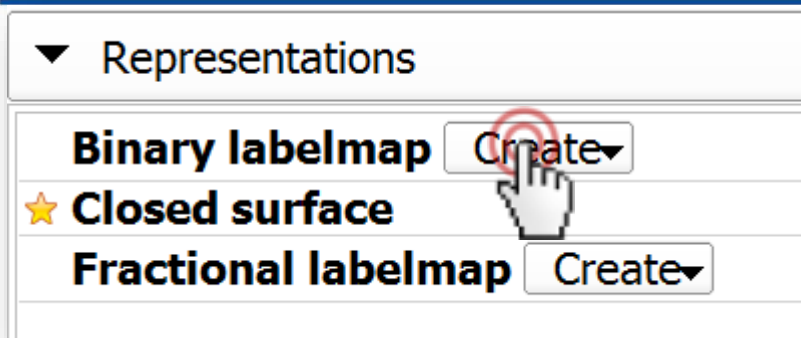 Representations
Binary labelmap Create
Closed surface
Fractional labelmap Create